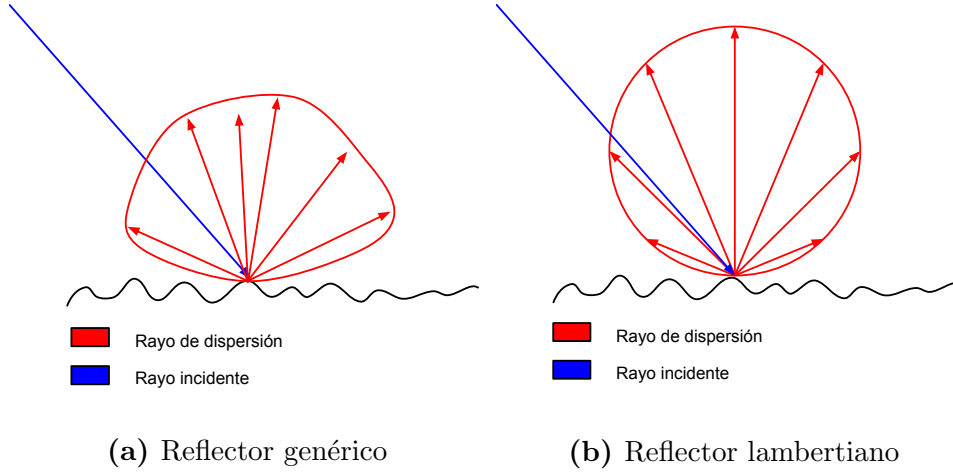 Rayo de dispersión
Rayo incidente
(a) Reflector genérico
Rayo de dispersión
Rayo incidente
(b) Reflector lambertiano